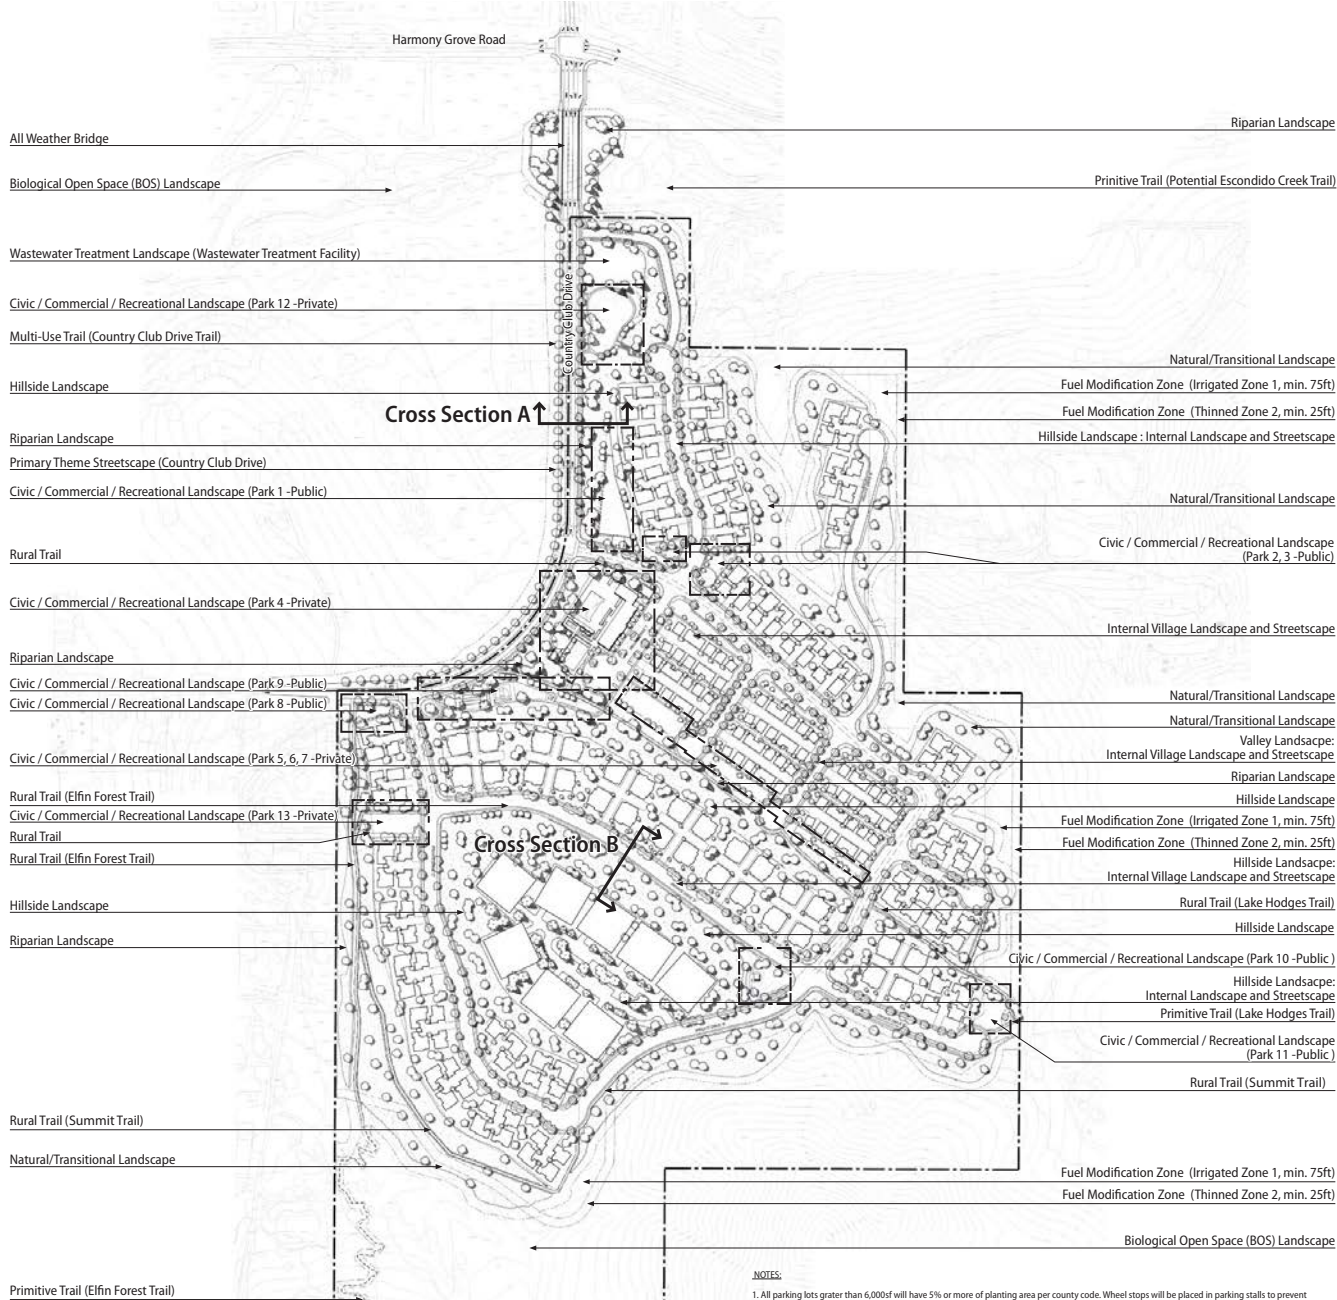 Harmony Grove Road
All Weather Bridge
Biological Open Space (BOS) Landscape
Wastewater Treatment Landscape (Wastewater Treatment Facility)
Civic / Commercial / Recreational Landscape (Park 12 -Private)
Multi-Use Trail (Country Club Drive Trail)
Hillside Landscape
Riparian Landscape
Primary Theme Streetscape (Country Club Drive)
Civic / Commercial / Recreational Landscape (Park 1 -Public)
Rural Trail
Civic / Commercial / Recreational Landscape (Park 4 -Private)
Riparian Landscape
Civic / Commercial / Recreational Landscape (Park 9 -Public)
Civic / Commercial / Recreational Landscape (Park 8 -Public)
Civic / Commercial / Recreational Landscape (Park 5, 6, 7 -Private)
Rural Trail (Elfin Forest Trail)
Civic / Commercial / Recreational Landscape (Park 13 -Private)
Rural Trail
Rural Trail (Elfin Forest Trail)
Hillside Landscape
Riparian Landscape
Rural Trail (Summit Trail)
Natural/Transitional Landscape
Primitive Trail (Elfin Forest Trail)
Country Club Drive
Cross Section A
Cross Section B
Riparian Landscape
Prinitive Trail (Potential Escondido Creek Trail)
Natural/Transitional Landscape
Fuel Modification Zone (Irrigated Zone 1, min. 75ft)
Fuel Modification Zone (Thinned Zone 2, min. 25ft)
Hillside Landscape : Internal Landscape and Streetscape
Natural/Transitional Landscape
Civic / Commercial / Recreational Landscape
(Park 2, 3 -Public)
Internal Village Landscape and Streetscape
Natural/Transitional Landscape
Natural/Transitional Landscape
Valley Landsacpe:
Internal Village Landscape and Streetscape
Riparian Landscape
Hillside Landscape
Fuel Modification Zone (Irrigated Zone 1, min. 75ft)
Fuel Modification Zone (Thinned Zone 2, min. 25ft)
Hillside Landsacpe:
Internal Village Landscape and Streetscape
Rural Trail (Lake Hodges Trail)
Hillside Landscape
Civic / Commercial / Recreational Landscape (Park 10 -Public )
Hillside Landsacpe:
Internal Landscape and Streetscape
Primitive Trail (Lake Hodges Trail)
Civic / Commercial / Recreational Landscape
(Park 11 -Public )
Rural Trail (Summit Trail)
Fuel Modification Zone (Irrigated Zone 1, min. 75ft)
Fuel Modification Zone (Thinned Zone 2, min. 25ft)
Biological Open Space (BOS) Landscape
NOTES:
1. All parking lots grater than 6,000sf will have 5% or more of planting area per county code. Wheel stops will be placed in parking stalls to prevent